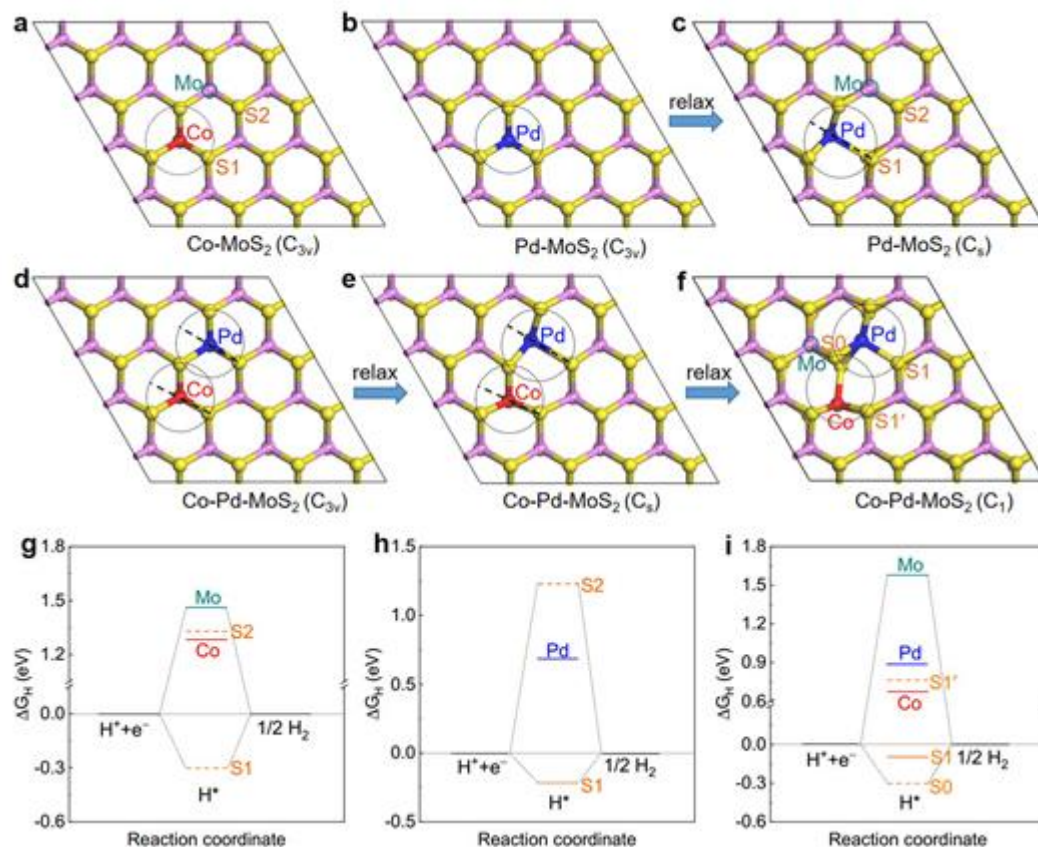 a
Mo
S2
Co
S1
Co-MoS₂ (C₃ᵥ)
b
Pd
Pd-MoS₂ (C₃ᵥ)
relax
c
Mo
S2
Pd
S1
Pd-MoS₂ (Cₛ)
d
Pd
Co
Co-Pd-MoS₂ (C₃ᵥ)
relax
e
Pd
Co
Co-Pd-MoS₂ (Cₛ)
relax
f
S0
Pd
Mo
S1
Co
S1′
Co-Pd-MoS₂ (C₁)
g
1.8
1.5
1.2
0.0
-0.3
-0.6
ΔG_H (eV)
Mo
S2
Co
H⁺+e⁻
1/2 H₂
S1
H*
Reaction coordinate
h
1.5
1.0
0.5
0.0
-0.5
ΔG_H (eV)
S2
Pd
H⁺+e⁻
1/2 H₂
S1
H*
Reaction coordinate
i
1.8
1.5
1.2
0.9
0.6
0.0
-0.3
-0.6
ΔG_H (eV)
Mo
Pd
S1′
Co
H⁺+e⁻
1/2 H₂
S1
S0
H*
Reaction coordinate